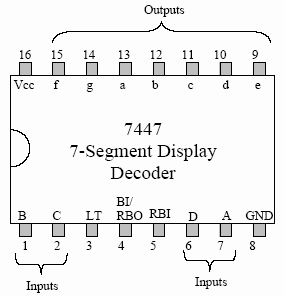 Outputs
16 15 14 13 12 11 10 9
Vcc f g a b c d e
7447
7-Segment Display
Decoder
BI/
B C LT RBO RBI D A GND
1 2 3 4 5 6 7 8
Inputs Inputs